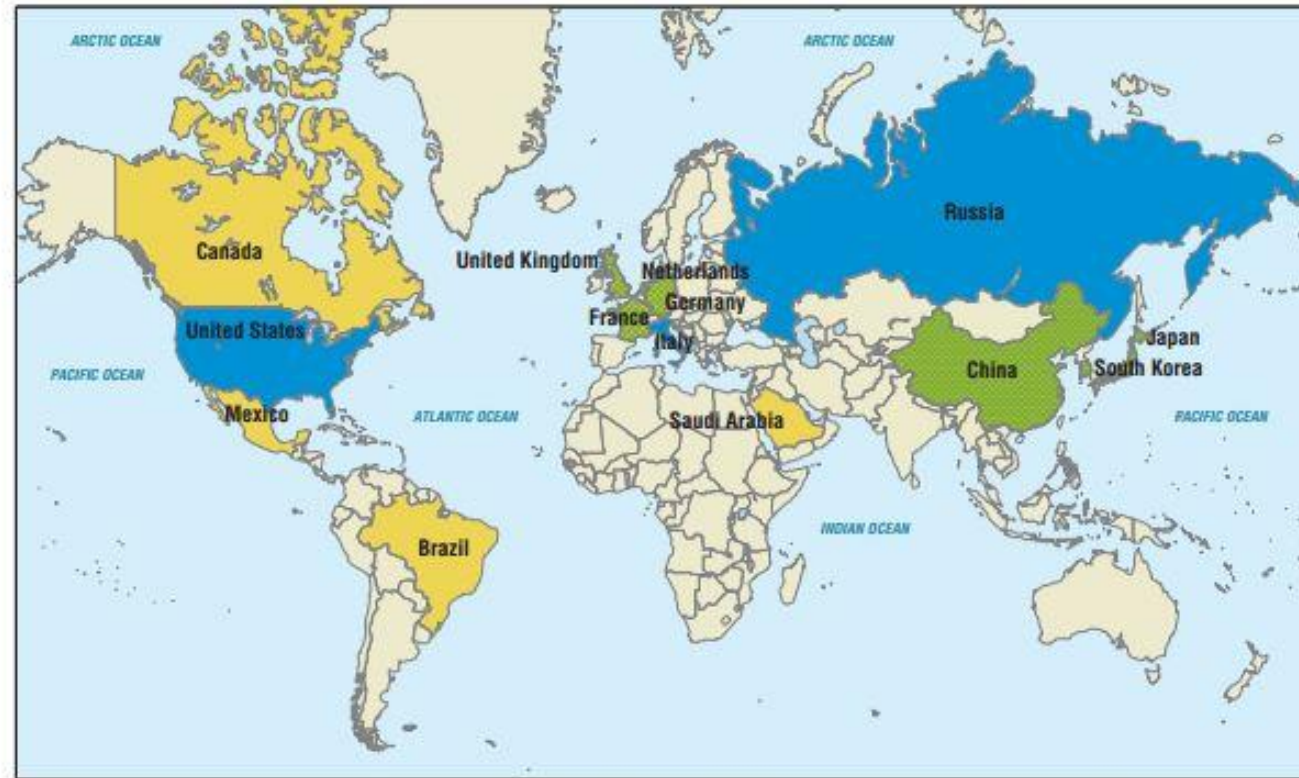 ARCTIC OCEAN
ARCTIC OCEAN
Russia
Canada
United Kingdom
Netherlands
Germany
France
United States
Italy
Japan
South Korea
China
PACIFIC OCEAN
Mexico
ATLANTIC OCEAN
Saudi Arabia
PACIFIC OCEAN
INDIAN OCEAN
Brazil